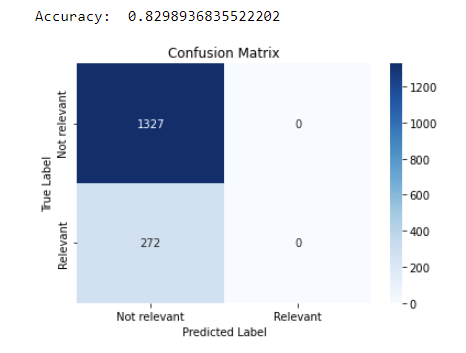 Accuracy:  0.8298936835522202
Confusion Matrix
True Label
Not relevant
Relevant
1327
0
272
0
Not relevant
Relevant
Predicted Label
1200
1000
800
600
400
200
0